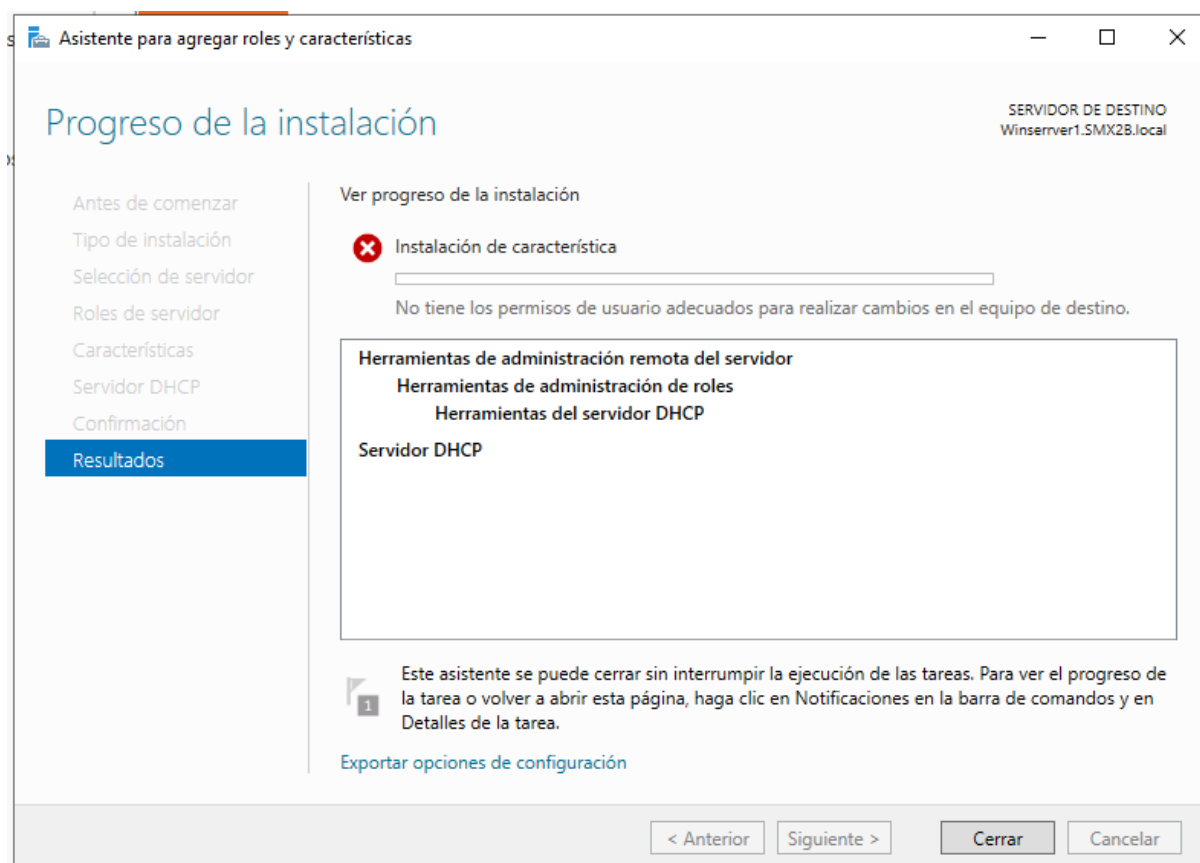 Asistente para agregar roles y características
Progreso de la instalación
SERVIDOR DE DESTINO
Winserrver1.SMX2B.local
Antes de comenzar
Tipo de instalación
Selección de servidor
Roles de servidor
Características
Servidor DHCP
Confirmación
Resultados
Ver progreso de la instalación
Instalación de característica
No tiene los permisos de usuario adecuados para realizar cambios en el equipo de destino.
Herramientas de administración remota del servidor
Herramientas de administración de roles
Herramientas del servidor DHCP
Servidor DHCP
1
Este asistente se puede cerrar sin interrumpir la ejecución de las tareas. Para ver el progreso de
la tarea o volver a abrir esta página, haga clic en Notificaciones en la barra de comandos y en
Detalles de la tarea.
Exportar opciones de configuración
< Anterior
Siguiente >
Cerrar
Cancelar